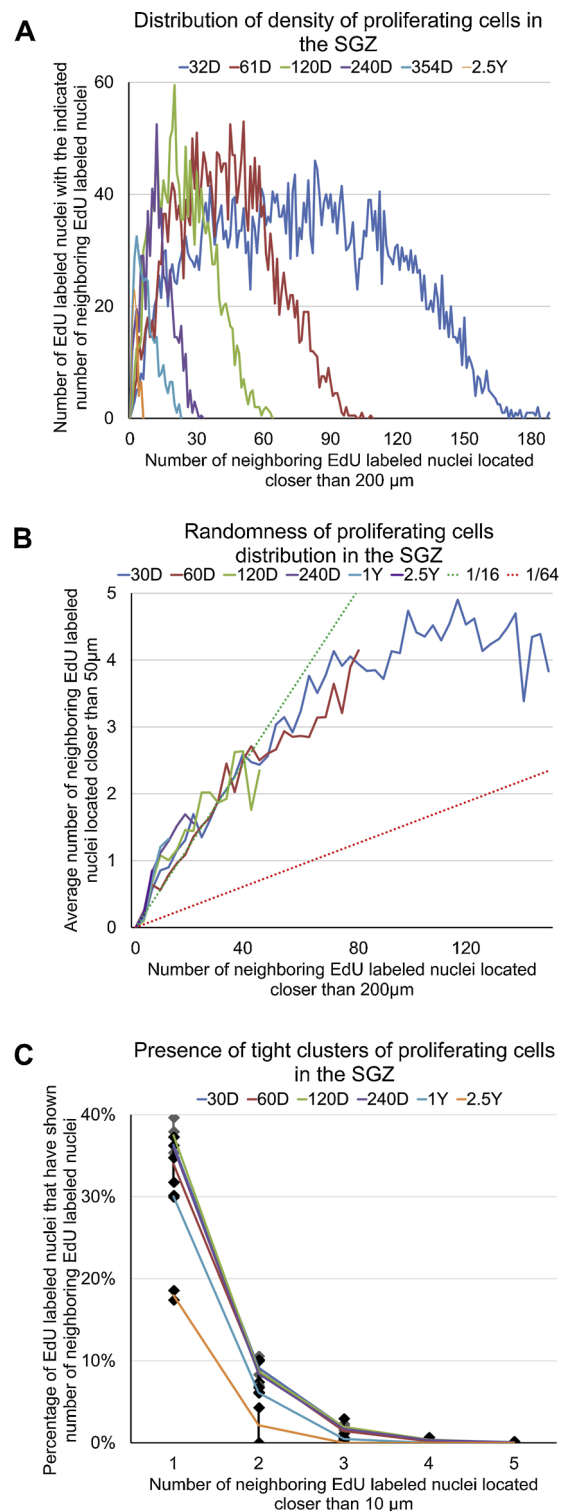 A
Distribution of density of proliferating cells in
the SGZ
32D 61D 120D 240D 354D 2.5Y
Number of EdU labeled nuclei with the indicated
number of neighboring EdU labeled nuclei
60
40
20
0
0 30 60 90 120 150 180
Number of neighboring EdU labeled nuclei located
closer than 200 µm
B
Randomness of proliferating cells
distribution in the SGZ
30D 60D 120D 240D 1Y 2.5Y 1/16 1/64
Average number of neighboring EdU labeled
nuclei located closer than 50µm
5
4
3
2
1
0
0 40 80 120
Number of neighboring EdU labeled nuclei located
closer than 200µm
C
Presence of tight clusters of proliferating cells
in the SGZ
30D 60D 120D 240D 1Y 2.5Y
Percentage of EdU labeled nuclei that have shown
number of neighboring EdU labeled nuclei
40%
30%
20%
10%
0%
1 2 3 4 5
Number of neighboring EdU labeled nuclei located
closer than 10 µm